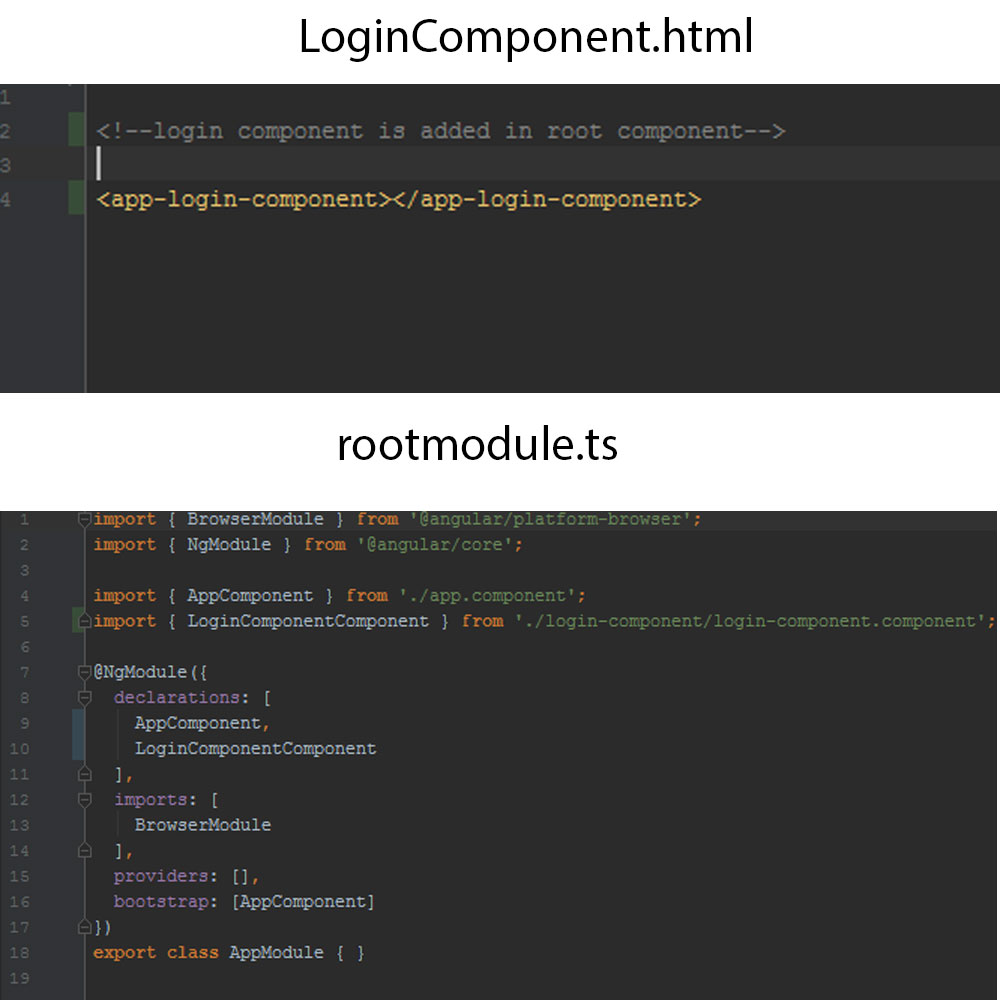 LoginComponent.html
1
2 <!--login component is added in root component-->
3
4 <app-login-component></app-login-component>
rootmodule.ts
1 import { BrowserModule } from '@angular/platform-browser';
2 import { NgModule } from '@angular/core';
3
4 import { AppComponent } from './app.component';
5 import { LoginComponentComponent } from './login-component/login-component.component';
6
7 @NgModule({
8 declarations: [
9 AppComponent,
10 LoginComponentComponent
11 ],
12 imports: [
13 BrowserModule
14 ],
15 providers: [],
16 bootstrap: [AppComponent]
17 })
18 export class AppModule { }
19